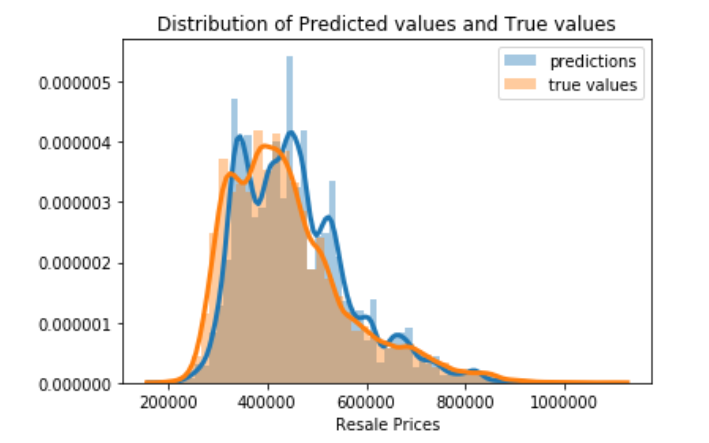 Distribution of Predicted values and True values
predictions
true values
0.000005
0.000004
0.000003
0.000002
0.000001
0.000000
200000 400000 600000 800000 1000000
Resale Prices